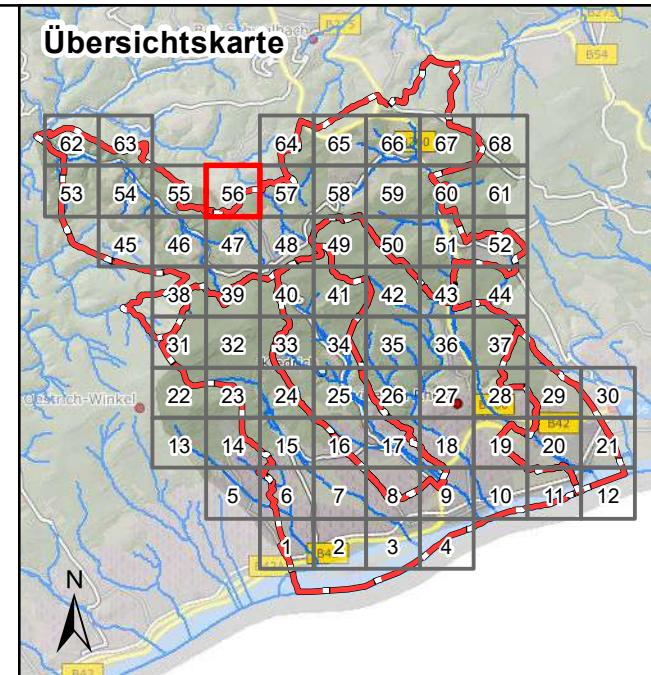 Übersichtskarte
B275
B54
62 63 64 65 66 67 68
53 54 55 56 57 58 59 60 61
45 46 47 48 49 50 51 52
38 39 40 41 42 43 44
31 32 33 34 35 36 37
Oestrich-Winkel
22 23 24 25 26 27 28 29 30
B42
13 14 15 16 17 18 19 20 21
5 6 7 8 9 10 11 12
1 2 3 4
N
B42